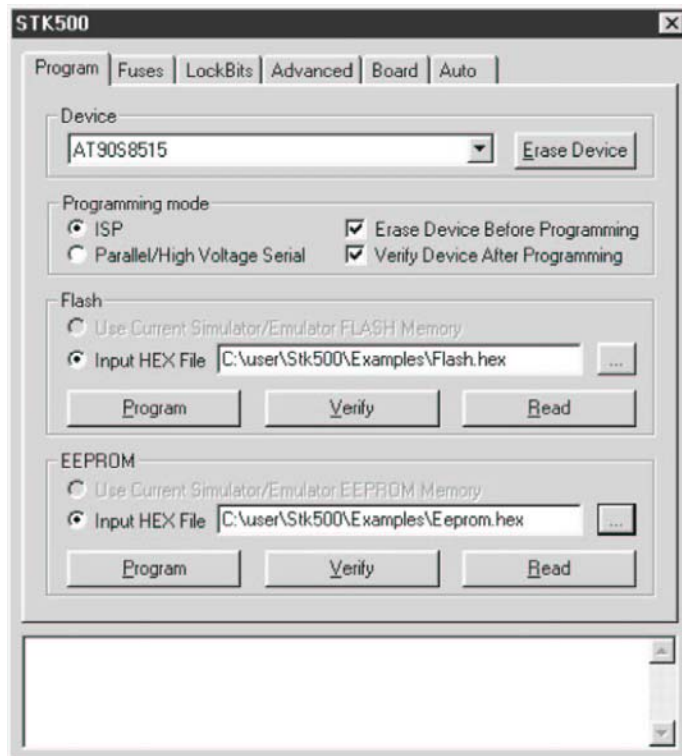 STK500
Program Fuses LockBits Advanced Board Auto
Device
AT90S8515 Erase Device
Programming mode
ISP Erase Device Before Programming
Parallel/High Voltage Serial Verify Device After Programming
Flash
Use Current Simulator/Emulator FLASH Memory
Input HEX File C:\user\Stk500\Examples\Flash.hex ...
Program Verify Read
EEPROM
Use Current Simulator/Emulator EEPROM Memory
Input HEX File C:\user\Stk500\Examples\Eeprom.hex ...
Program Verify Read